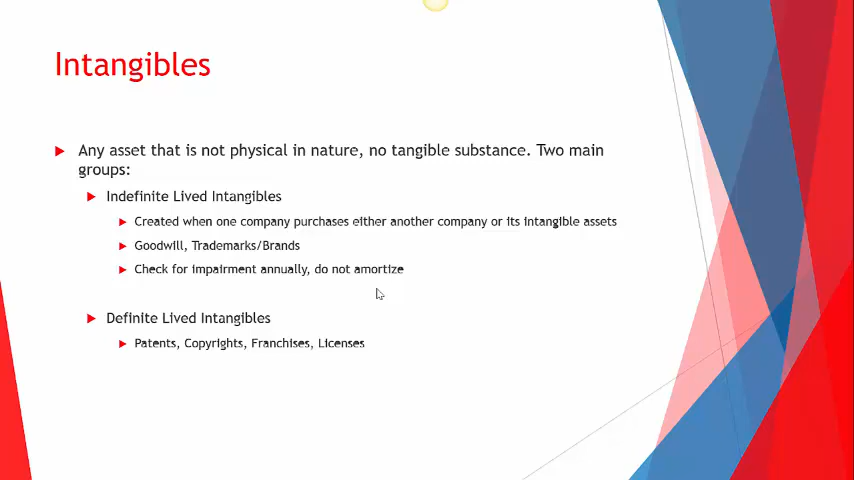 Intangibles
Any asset that is not physical in nature, no tangible substance. Two main
groups:
Indefinite Lived Intangibles
Created when one company purchases either another company or its intangible assets
Goodwill, Trademarks/Brands
Check for impairment annually, do not amortize
Definite Lived Intangibles
Patents, Copyrights, Franchises, Licenses